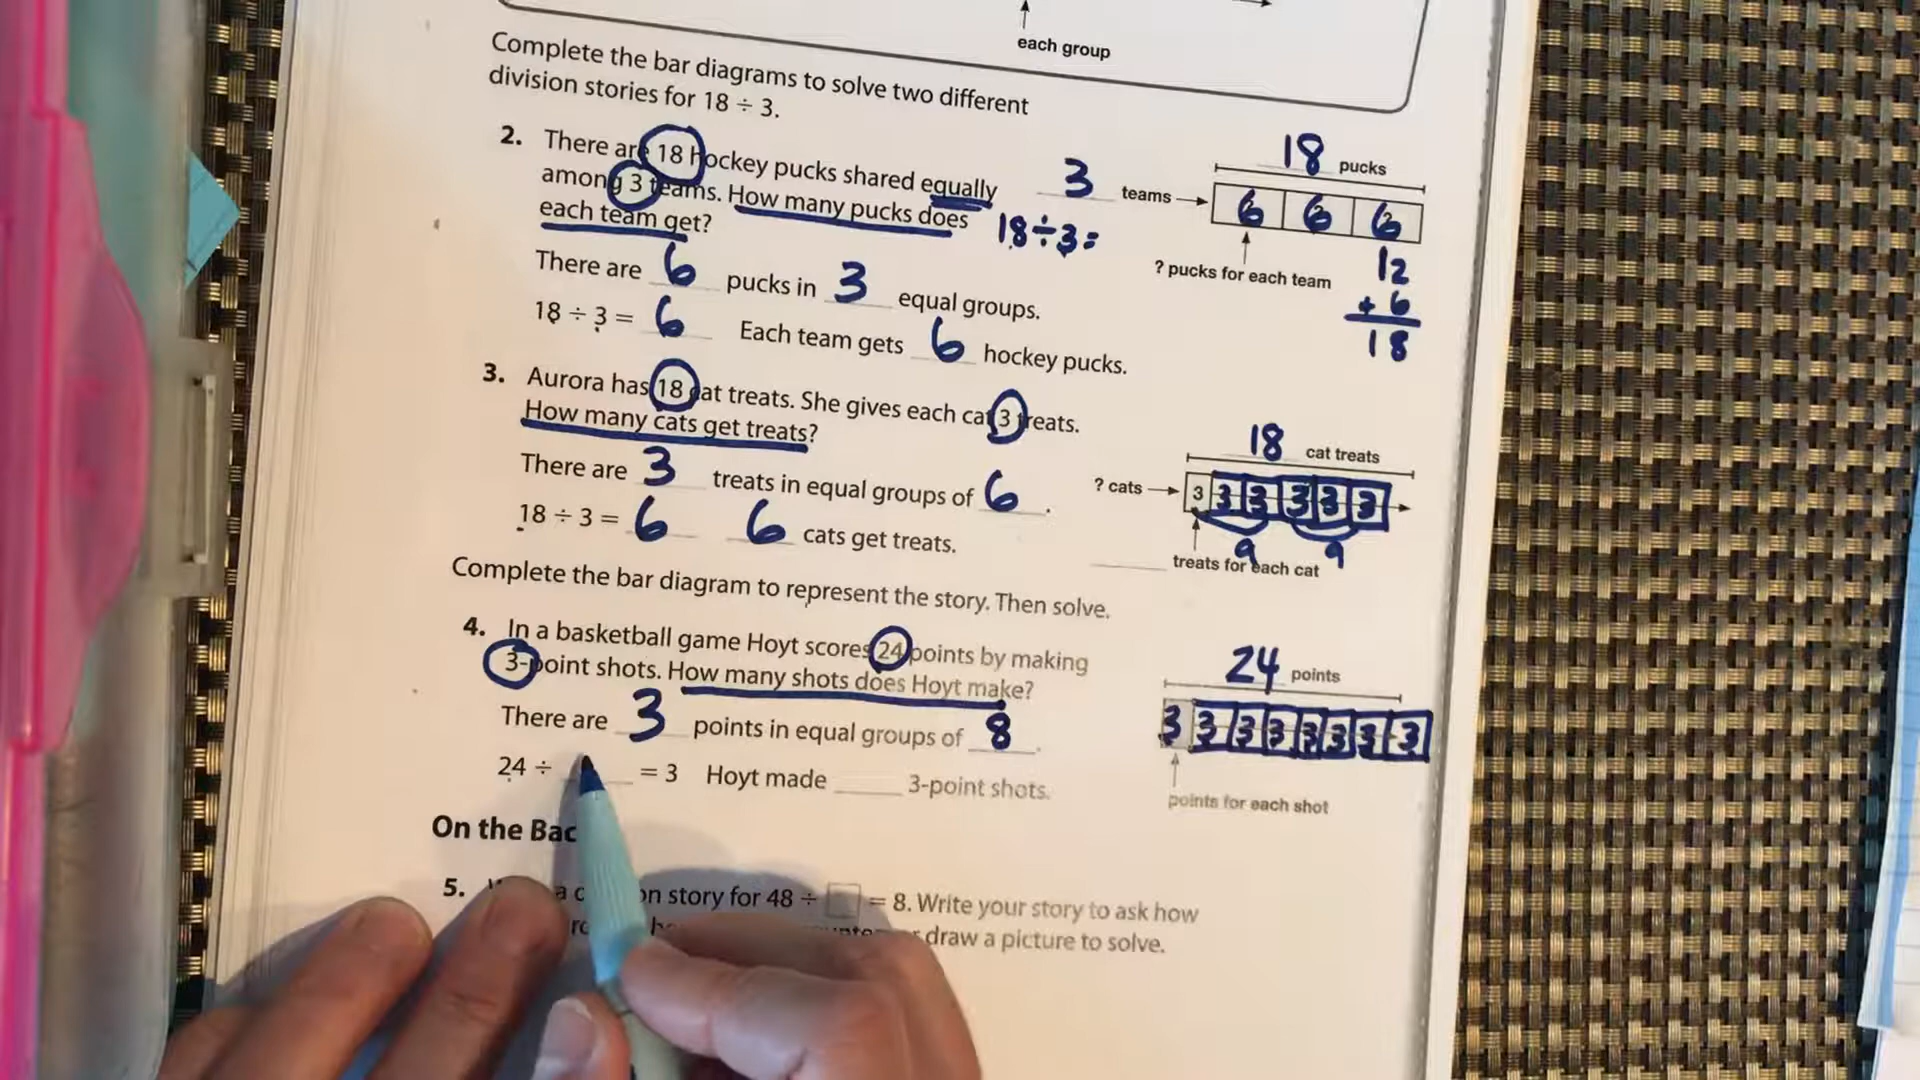 each group
Complete the bar diagrams to solve two different
division stories for 18 ÷ 3.
2. There are 18 hockey pucks shared equally
among 3 teams. How many pucks does
each team get?
18÷3=
There are 6 pucks in 3 equal groups.
18 ÷ 3 = 6 Each team gets 6 hockey pucks.
18 pucks
3 teams
6 6 6
? pucks for each team
12
+ 6
18
3. Aurora has 18 cat treats. She gives each cat 3 treats.
How many cats get treats?
There are 3 treats in equal groups of 6.
18 ÷ 3 = 6 6 cats get treats.
18 cat treats
? cats
3 3 3 3 3 3
9 9
treats for each cat
Complete the bar diagram to represent the story. Then solve.
4. In a basketball game Hoyt scores 24 points by making
3-point shots. How many shots does Hoyt make?
There are 3 points in equal groups of 8.
24 ÷ = 3 Hoyt made 3-point shots.
24 points
3 3 3 3 3 3 3 3
points for each shot
On the
5. on story for 48 ÷ = 8. Write your story to ask how
draw a picture to solve.